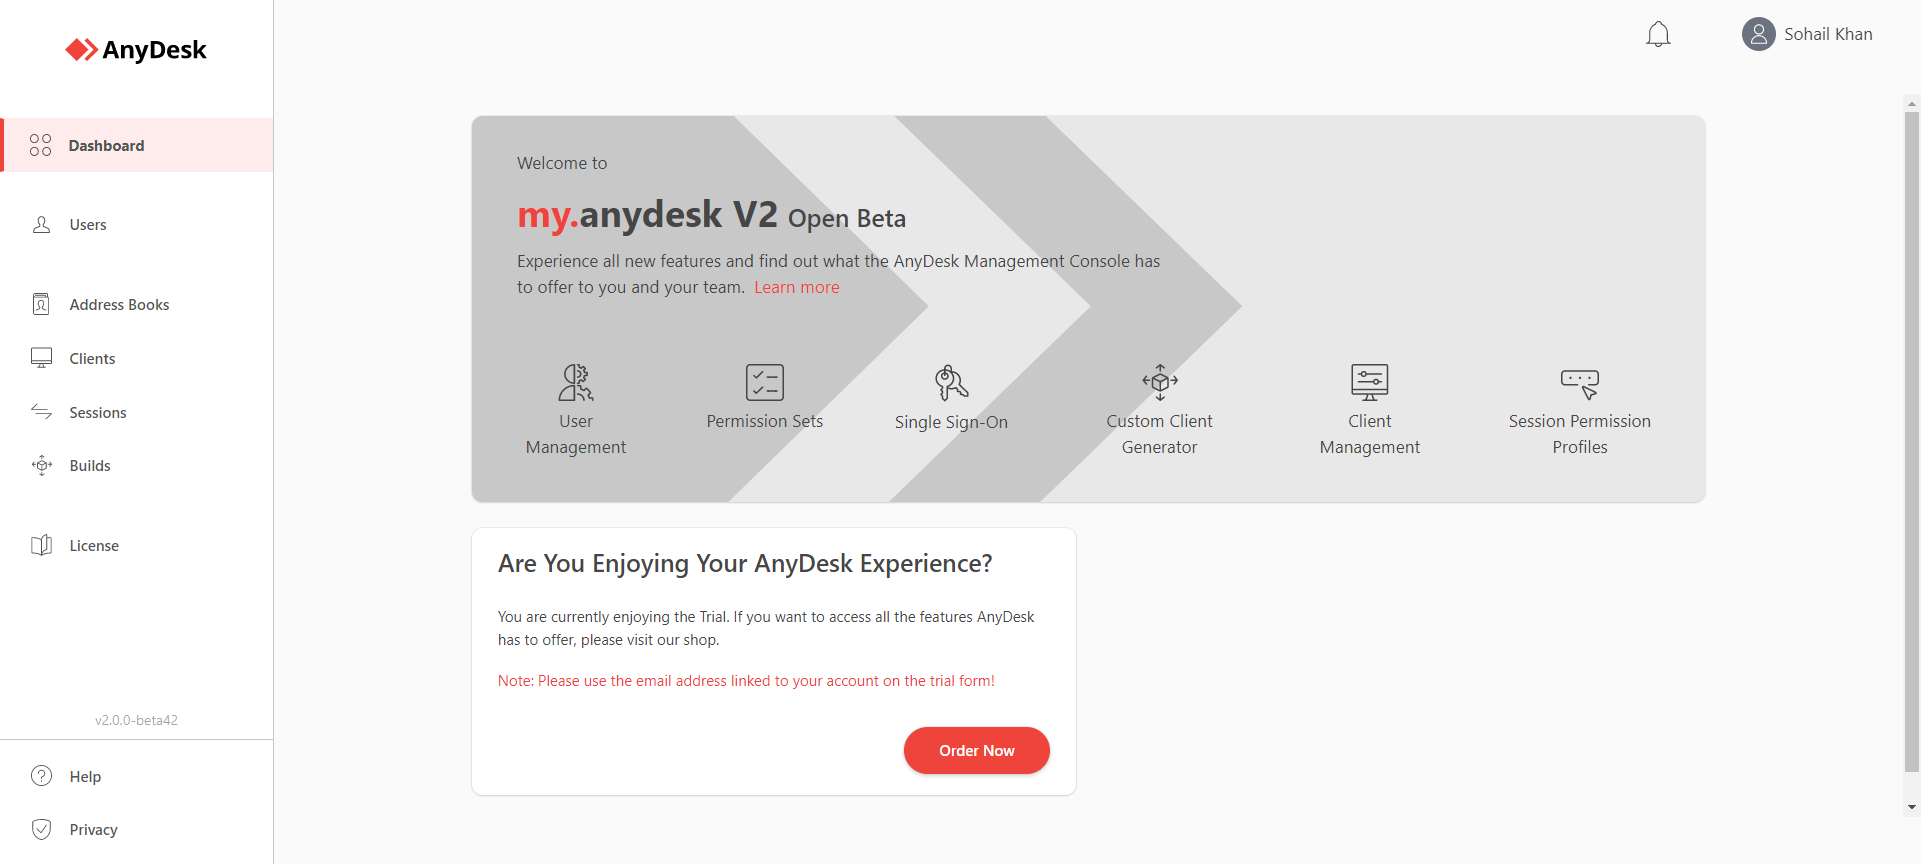 AnyDesk
Sohail Khan
Dashboard
Users
Address Books
Clients
Sessions
Builds
License
v2.0.0-beta42
Help
Privacy
Welcome to
my.anydesk V2 Open Beta
Experience all new features and find out what the AnyDesk Management Console has
to offer to you and your team. Learn more
User
Management
Permission Sets
Single Sign-On
Custom Client
Generator
Client
Management
Session Permission
Profiles
Are You Enjoying Your AnyDesk Experience?
You are currently enjoying the Trial. If you want to access all the features AnyDesk
has to offer, please visit our shop.
Note: Please use the email address linked to your account on the trial form!
Order Now